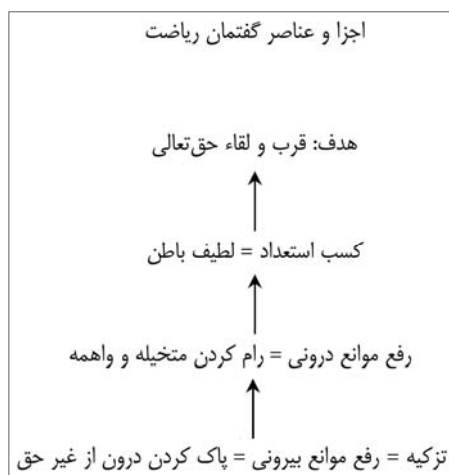 اجزا و عناصر گفتمان ریاضت
هدف: قرب و لقاء حق‌تعالی
کسب استعداد = لطیف باطن
رفع موانع درونی = رام کردن متخیله و واهمه
تزکیه = رفع موانع بیرونی = پاک کردن درون از غیر حق